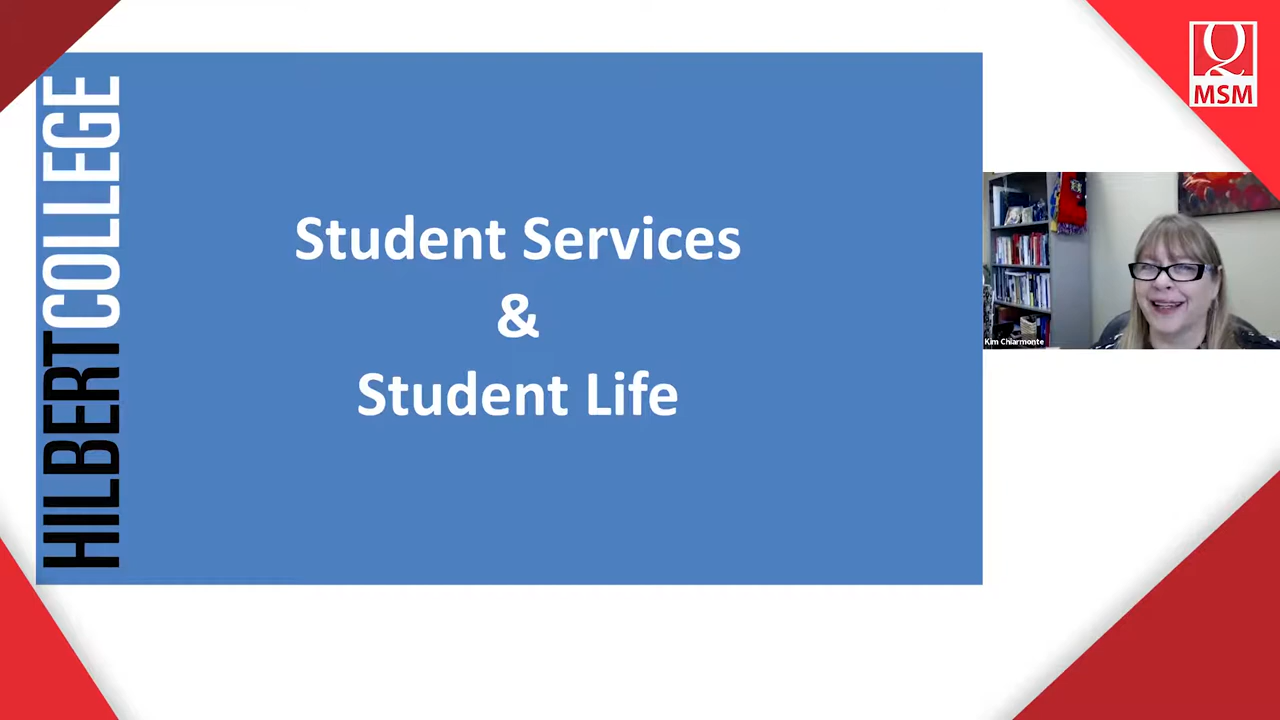 HILBERTCOLLEGE
Student Services
&
Student Life
MSM
Kim Chiarmonte